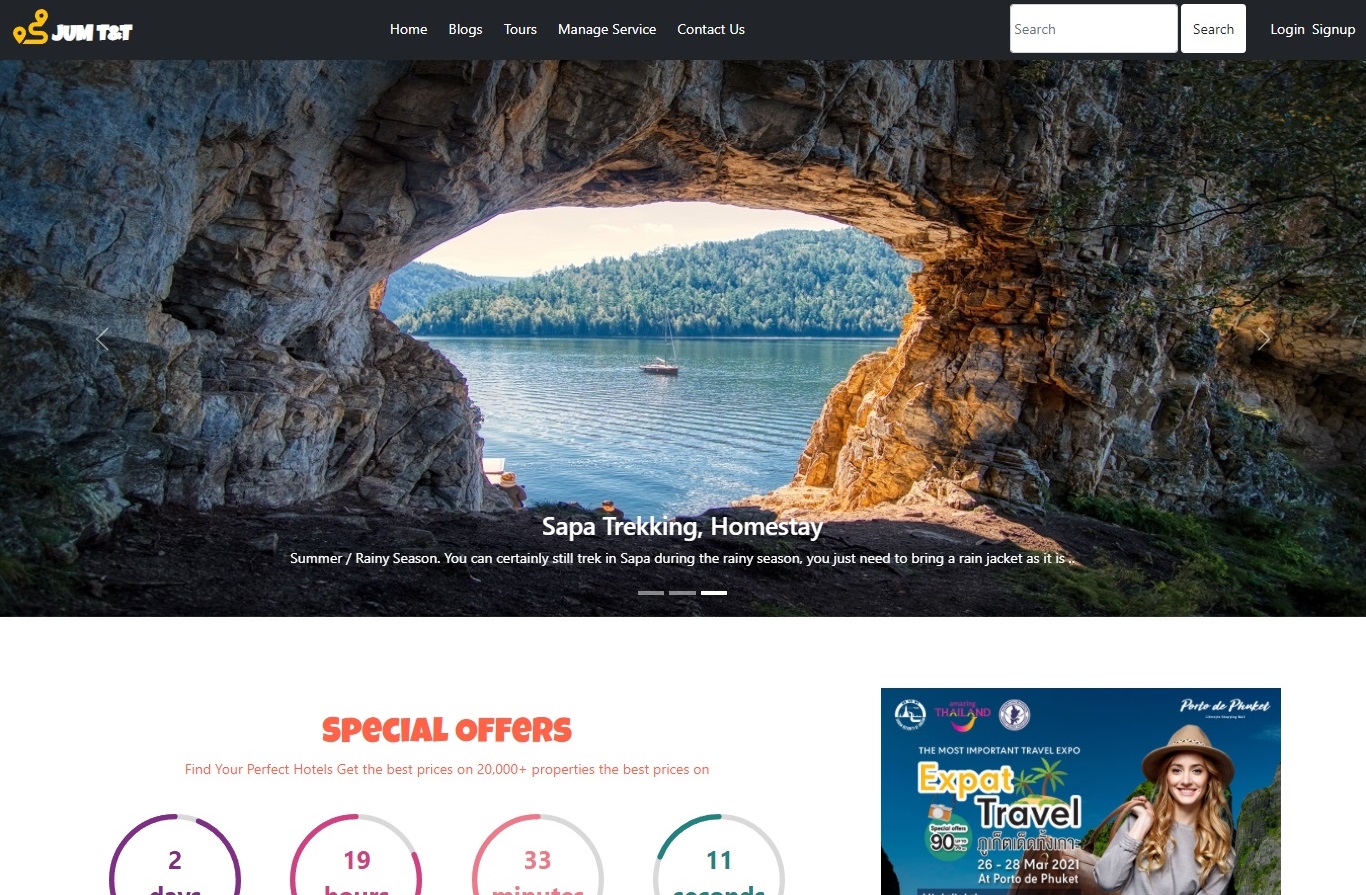 JUM T&T
Home Blogs Tours Manage Service Contact Us
Search
Search
Login Signup
Sapa Trekking, Homestay
Summer / Rainy Season. You can certainly still trek in Sapa during the rainy season, you just need to bring a rain jacket as it is ..
Special Offers
Find Your Perfect Hotels Get the best prices on 20,000+ properties the best prices on
2
days
19
hours
33
minutes
11
seconds
amazing
THAILAND
Porto de Phuket
Lifestyle Shopping Mall
THE MOST IMPORTANT TRAVEL EXPO
Expat
Travel
Special offers
90
ภูเก็ตเด็ดทั้งเกาะ
26 - 28 Mar 2021
At Porto de Phuket